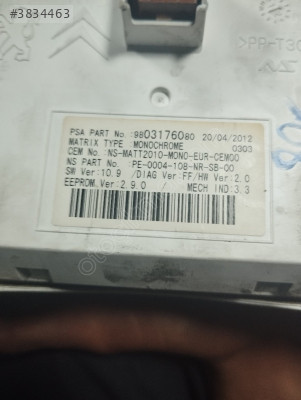 #3834463
PP-T30
PSA PART No :9803176080 20/04/2012
MATRIX TYPE MONOCHROME 0303
CEM No: NS-MATT2010-MONO-EUR-CEM00
NS PART No: PE-0004-108-NR-SB-00
SW Ver:10.9 /DIAG Ver:FF/HW Ver:2.0
EEPROM.Ver:2.9.0 / MECH IND:3.3